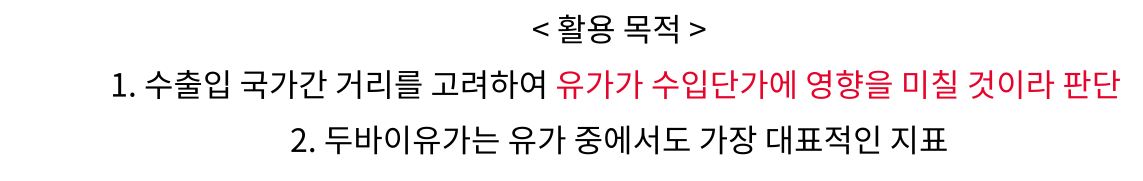 < 활용 목적 >
1. 수출입 국가간 거리를 고려하여 유가가 수입단가에 영향을 미칠 것이라 판단
2. 두바이유가는 유가 중에서도 가장 대표적인 지표